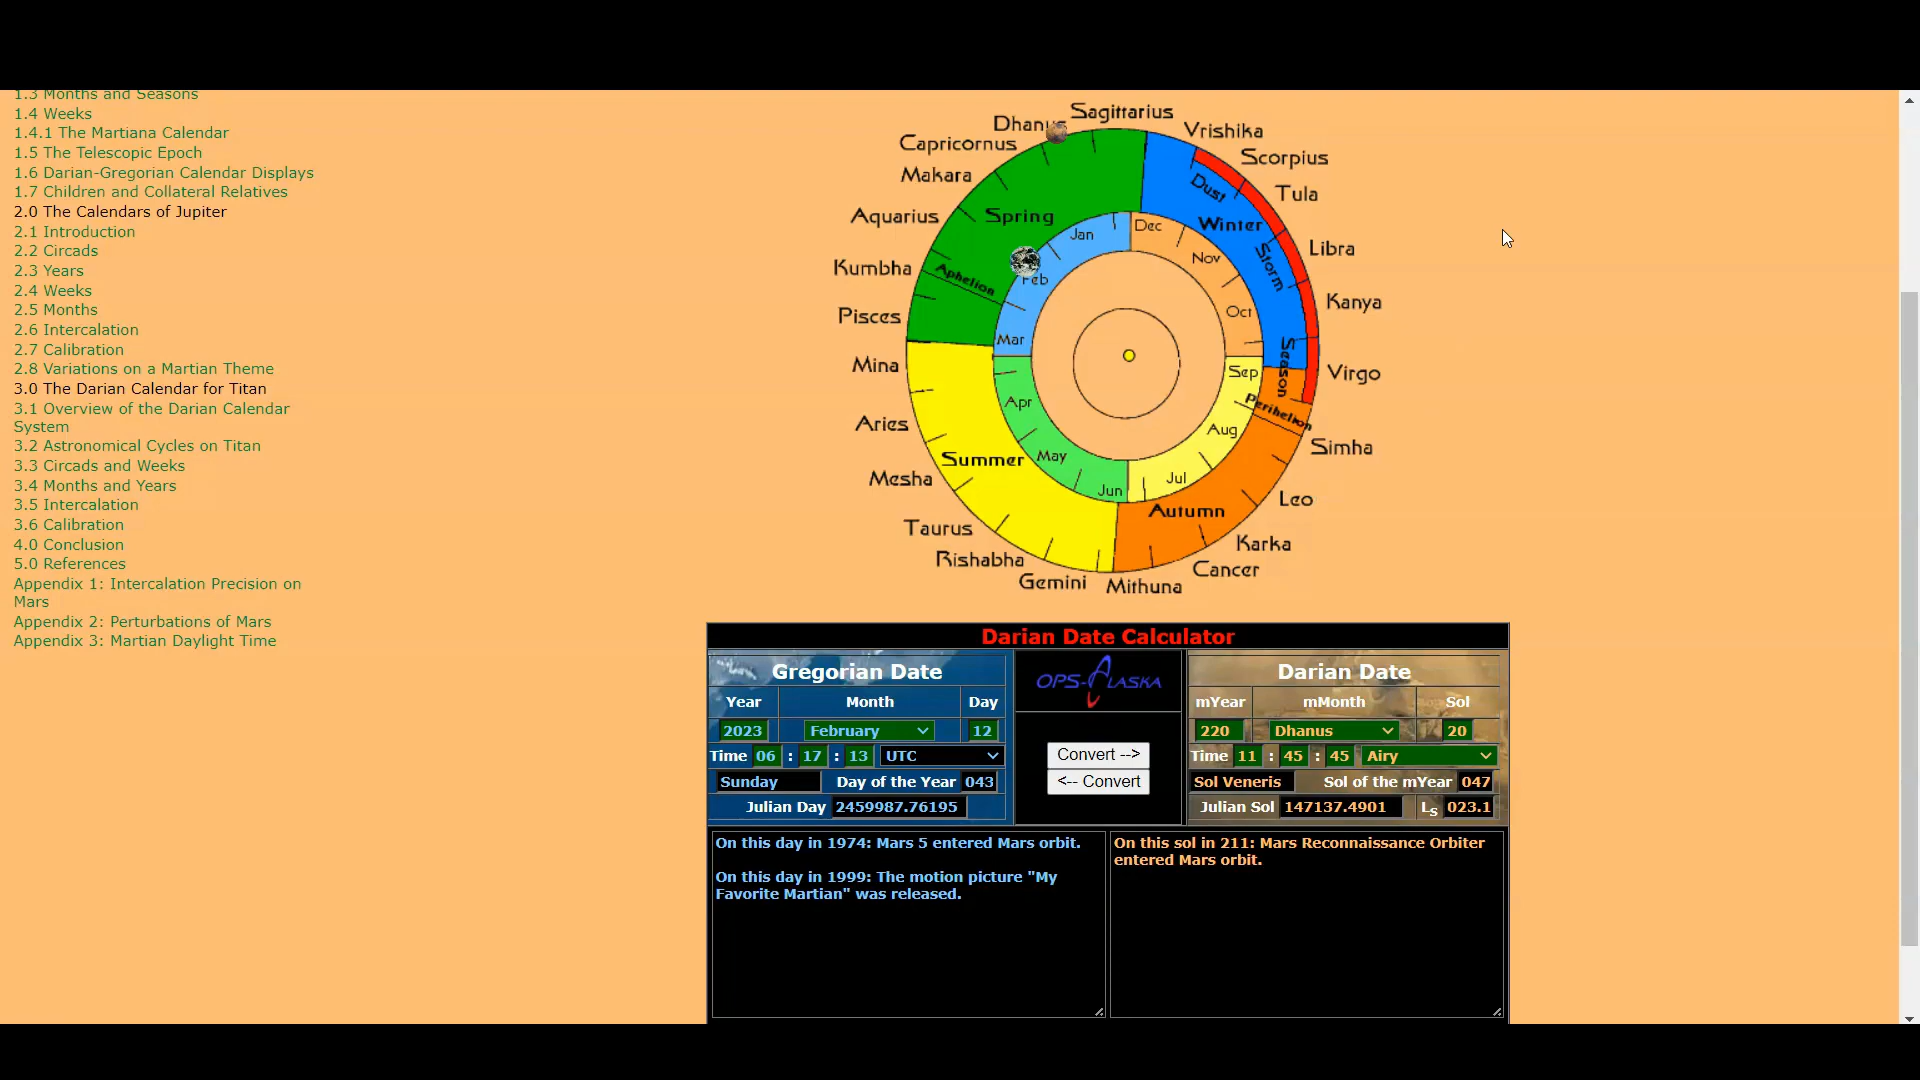 1.3 Months and Seasons
1.4 Weeks
1.4.1 The Martiana Calendar
1.5 The Telescopic Epoch
1.6 Darian-Gregorian Calendar Displays
1.7 Children and Collateral Relatives
2.0 The Calendars of Jupiter
2.1 Introduction
2.2 Circads
2.3 Years
2.4 Weeks
2.5 Months
2.6 Intercalation
2.7 Calibration
2.8 Variations on a Martian Theme
3.0 The Darian Calendar for Titan
3.1 Overview of the Darian Calendar
System
3.2 Astronomical Cycles on Titan
3.3 Circads and Weeks
3.4 Months and Years
3.5 Intercalation
3.6 Calibration
4.0 Conclusion
5.0 References
Appendix 1: Intercalation Precision on
Mars
Appendix 2: Perturbations of Mars
Appendix 3: Martian Daylight Time
Sagittarius
Dhanus
Vrishika
Capricornus
Scorpius
Makara
Tula
Aquarius
Libra
Kumbha
Kanya
Pisces
Virgo
Mina
Simha
Aries
Leo
Mesha
Karka
Taurus
Cancer
Rishabha
Mithuna
Gemini
Spring
Winter
Summer
Autumn
Dust
Storm
Season
Aphelion
Perihelion
Jan
Feb
Mar
Apr
May
Jun
Jul
Aug
Sep
Oct
Nov
Dec
Darian Date Calculator
Gregorian Date
Year Month Day
2023 February 12
Time 06 : 17 : 13 UTC
Sunday Day of the Year 043
Julian Day 2459987.76195
OPS-ALASKA
Convert -->
<-- Convert
Darian Date
mYear mMonth Sol
220 Dhanus 20
Time 11 : 45 : 45 Airy
Sol Veneris Sol of the mYear 047
Julian Sol 147137.4901 Ls 023.1
On this day in 1974: Mars 5 entered Mars orbit.
On this day in 1999: The motion picture "My
Favorite Martian" was released.
On this sol in 211: Mars Reconnaissance Orbiter
entered Mars orbit.